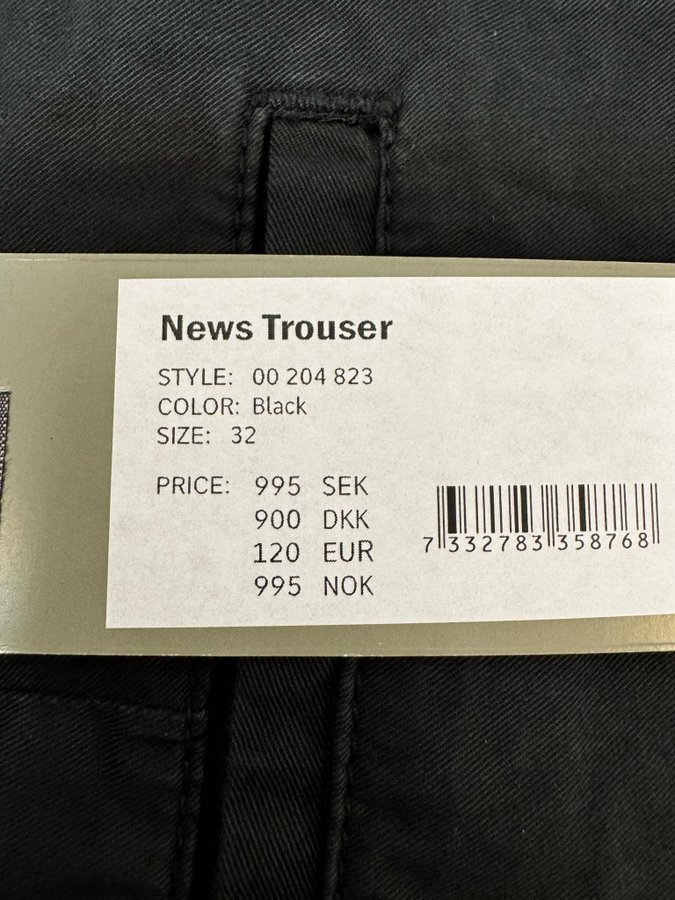 News Trouser
STYLE: 00 204 823
COLOR: Black
SIZE: 32
PRICE: 995 SEK
900 DKK
120 EUR
995 NOK
7 332783 358768